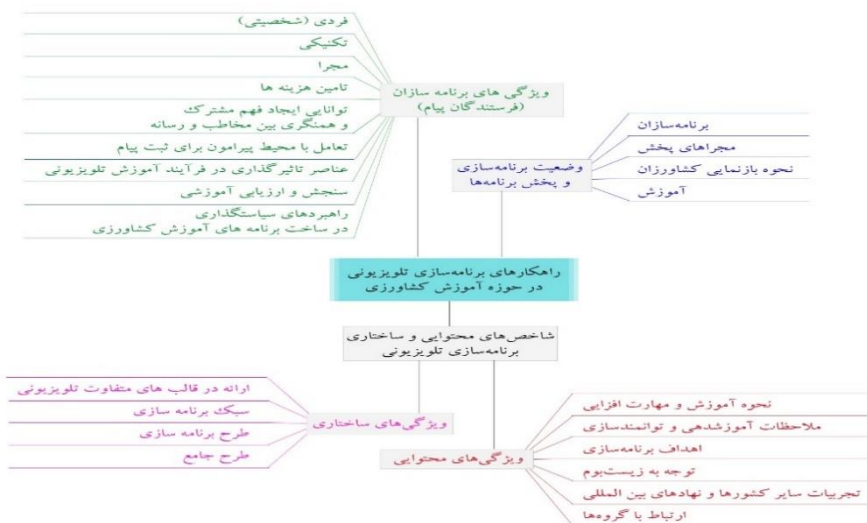 فردی (شخصیتی)
تکنیکی
مجرا
تامین هزینه ها
توانایی ایجاد فهم مشترک
و همنگری بین مخاطب و رسانه
تعامل با محیط پیرامون برای ثبت پیام
عناصر تاثیرگذاری در فرآیند آموزش تلویزیونی
سنجش و ارزیابی آموزشی
راهبردهای سیاستگذاری
در ساخت برنامه های آموزش کشاورزی
ویژگی های برنامه سازان
(فرستندگان پیام)
برنامه‌سازان
مجراهای پخش
نحوه بازنمایی کشاورزان
آموزش
وضعیت برنامه‌سازی
و پخش برنامه‌ها
راهکارهای برنامه‌سازی تلویزیونی
در حوزه آموزش کشاورزی
شاخص‌های محتوایی و ساختاری
برنامه‌سازی تلویزیونی
ارائه در قالب های متفاوت تلویزیونی
سبک برنامه سازی
طرح برنامه سازی
طرح جامع
ویژگی‌های ساختاری
نحوه آموزش و مهارت افزایی
ملاحظات آموزشدهی و توانمندسازی
اهداف برنامه‌سازی
توجه به زیست‌بوم
تجربیات سایر کشورها و نهادهای بین المللی
ارتباط با گروه‌ها
ویژگی‌های محتوایی